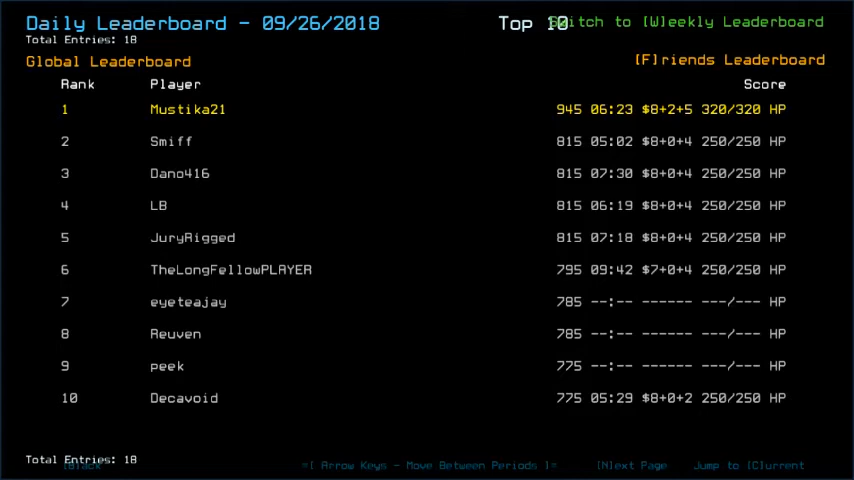 Daily Leaderboard - 09/26/2018 Top 10 Switch to [W]eekly Leaderboard
Total Entries: 18
Global Leaderboard [F]riends Leaderboard
Rank Player Score
1 Mustika21 945 06:23 $8+2+5 320/320 HP
2 Smiff 815 05:02 $8+0+4 250/250 HP
3 Dano416 815 07:30 $8+0+4 250/250 HP
4 LB 815 06:19 $8+0+4 250/250 HP
5 JuryRigged 815 07:18 $8+0+4 250/250 HP
6 TheLongFellowPLAYER 795 09:42 $7+0+4 250/250 HP
7 eyeteajay 785 --:-- ------ ---/--- HP
8 Reuven 785 --:-- ------ ---/--- HP
9 peek 775 --:-- ------ ---/--- HP
10 Decavoid 775 05:29 $8+0+2 250/250 HP
Total Entries: 18
[B]ack =[ Arrow Keys - Move Between Periods ]= [N]ext Page Jump to [C]urrent